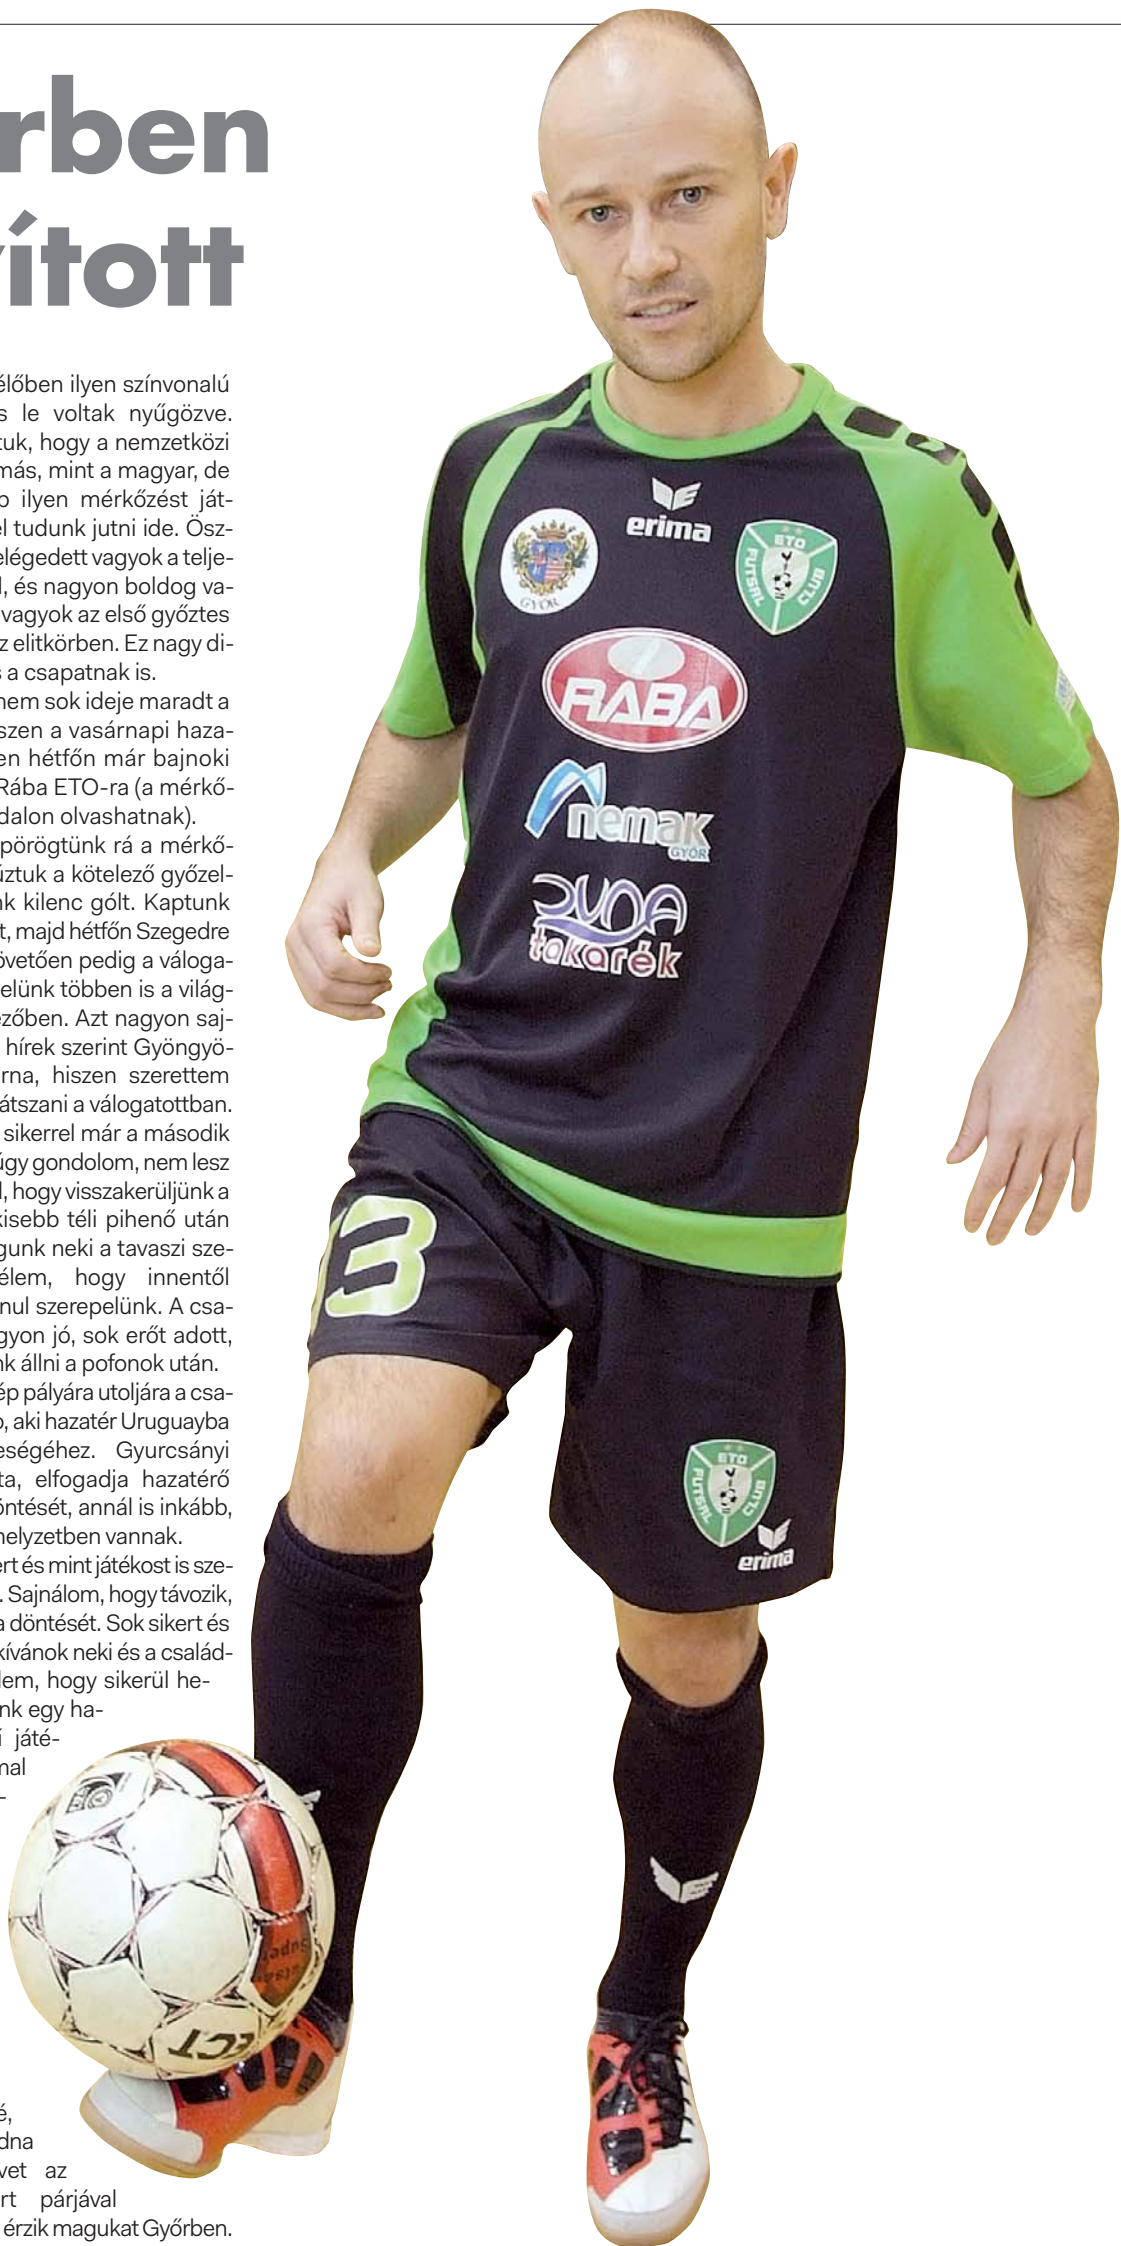 rben
ított
élőben ilyen színvonalú
s le voltak nyűgözve.
tuk, hogy a nemzetközi
más, mint a magyar, de
b ilyen mérkőzést ját-
el tudunk jutni ide. Ösz-
elégedett vagyok a telje-
l, és nagyon boldog va-
vagyok az első győztes
z elitkörben. Ez nagy di-
s a csapatnak is.
nem sok ideje maradt a
szen a vasárnapi haza-
en hétfőn már bajnoki
Rába ETO-ra (a mérkő-
dalon olvashatnak).
pörögtünk rá a mérkő-
úztuk a kötelező győzel-
nk kilenc gólt. Kaptunk
t, majd hétfőn Szegedre
övetően pedig a váloga-
elünk többen is a világ-
ezőben. Azt nagyon saj-
hírek szerint Gyöngyö-
rna, hiszen szerettem
átszani a válogatottban.
sikerrel már a második
úgy gondolom, nem lesz
l, hogy visszakerüljünk a
kisebb téli pihenő után
gunk neki a tavaszi sze-
élem, hogy innentől
nul szerepelünk. A csa-
gyon jó, sok erőt adott,
nk állni a pofonok után.
ép pályára utoljára a csa-
o, aki hazatér Uruguayba
eségéhez. Gyurcsányi
ta, elfogadja hazatérő
öntését, annál is inkább,
helyzetben vannak.
ert és mint játékost is sze-
. Sajnálom, hogy távozik,
a döntését. Sok sikert és
kívánok neki és a család-
lem, hogy sikerül he-
nk egy ha-
í játé-
mal
-
é,
dna
vet az
rt párjával
érzik magukat Győrben.
erima
GYŐR
ETO
FUTSAL CLUB
RÁBA
nemak
GYŐR
DUNA
takarék
13
ETO
FUTSAL CLUB
erima